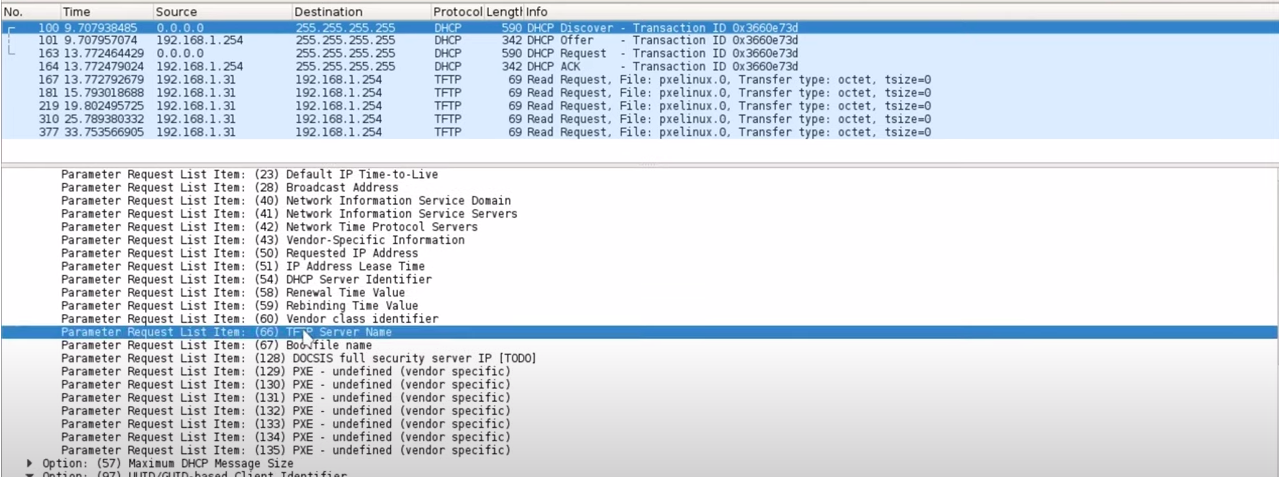 No. Time Source Destination Protocol Length Info
100 9.707938485 0.0.0.0 255.255.255.255 DHCP 590 DHCP Discover - Transaction ID 0x3660e73d
101 9.707957074 192.168.1.254 255.255.255.255 DHCP 342 DHCP Offer - Transaction ID 0x3660e73d
163 13.772464429 0.0.0.0 255.255.255.255 DHCP 590 DHCP Request - Transaction ID 0x3660e73d
164 13.772479024 192.168.1.254 255.255.255.255 DHCP 342 DHCP ACK - Transaction ID 0x3660e73d
167 13.772792679 192.168.1.31 192.168.1.254 TFTP 69 Read Request, File: pxelinux.0, Transfer type: octet, tsize=0
181 15.793018688 192.168.1.31 192.168.1.254 TFTP 69 Read Request, File: pxelinux.0, Transfer type: octet, tsize=0
219 19.802495725 192.168.1.31 192.168.1.254 TFTP 69 Read Request, File: pxelinux.0, Transfer type: octet, tsize=0
310 25.789380332 192.168.1.31 192.168.1.254 TFTP 69 Read Request, File: pxelinux.0, Transfer type: octet, tsize=0
377 33.753566905 192.168.1.31 192.168.1.254 TFTP 69 Read Request, File: pxelinux.0, Transfer type: octet, tsize=0
Parameter Request List Item: (23) Default IP Time-to-Live
Parameter Request List Item: (28) Broadcast Address
Parameter Request List Item: (40) Network Information Service Domain
Parameter Request List Item: (41) Network Information Service Servers
Parameter Request List Item: (42) Network Time Protocol Servers
Parameter Request List Item: (43) Vendor-Specific Information
Parameter Request List Item: (50) Requested IP Address
Parameter Request List Item: (51) IP Address Lease Time
Parameter Request List Item: (54) DHCP Server Identifier
Parameter Request List Item: (58) Renewal Time Value
Parameter Request List Item: (59) Rebinding Time Value
Parameter Request List Item: (60) Vendor class identifier
Parameter Request List Item: (66) TFTP Server Name
Parameter Request List Item: (67) Bootfile name
Parameter Request List Item: (128) DOCSIS full security server IP [TODO]
Parameter Request List Item: (129) PXE - undefined (vendor specific)
Parameter Request List Item: (130) PXE - undefined (vendor specific)
Parameter Request List Item: (131) PXE - undefined (vendor specific)
Parameter Request List Item: (132) PXE - undefined (vendor specific)
Parameter Request List Item: (133) PXE - undefined (vendor specific)
Parameter Request List Item: (134) PXE - undefined (vendor specific)
Parameter Request List Item: (135) PXE - undefined (vendor specific)
Option: (57) Maximum DHCP Message Size
Option: (97) UUID/GUID-based Client Identifier